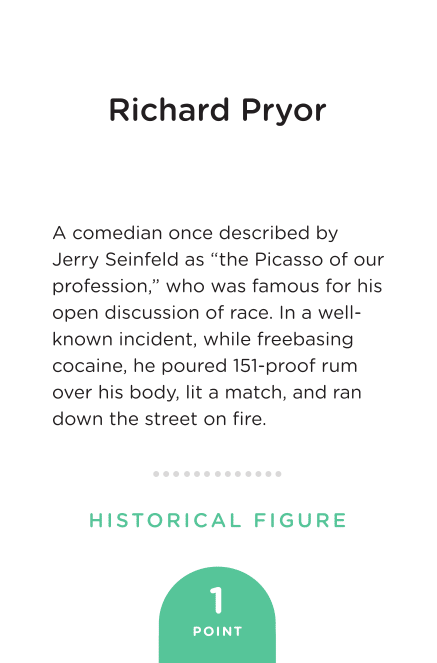 Richard Pryor
A comedian once described by
Jerry Seinfeld as “the Picasso of our
profession,” who was famous for his
open discussion of race. In a well-
known incident, while freebasing
cocaine, he poured 151-proof rum
over his body, lit a match, and ran
down the street on fire.
HISTORICAL FIGURE
1
POINT